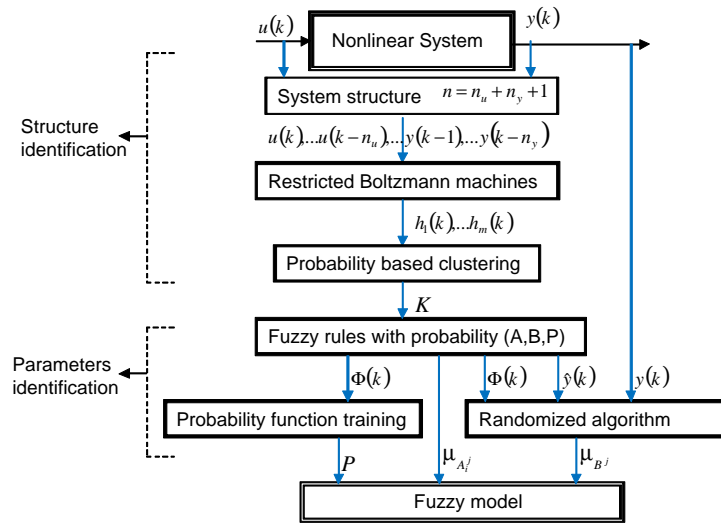 u(k)
y(k)
Nonlinear System
System structure n = n_u + n_y + 1
Structure
identification
u(k),...u(k−n_u),...y(k−1),...y(k−n_y)
Restricted Boltzmann machines
h_1(k),...h_m(k)
Probability based clustering
K
Fuzzy rules with probability (A,B,P)
Parameters
identification
Φ(k)
Φ(k)
ŷ(k)
y(k)
Probability function training
Randomized algorithm
P
μ_{A_i^j}
μ_{B^j}
Fuzzy model